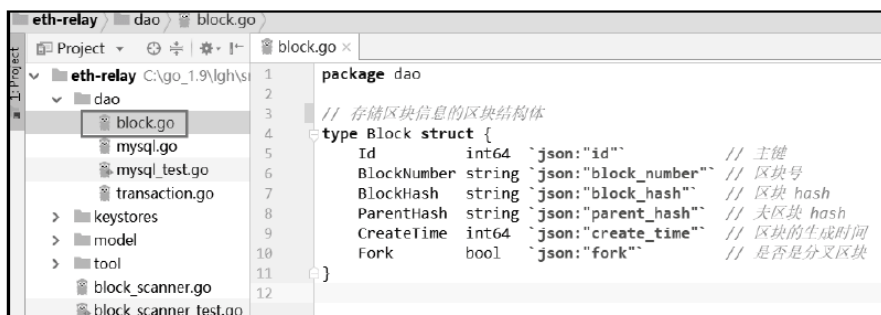 eth-relay dao block.go
Project block.go
1: Project
eth-relay C:\go_1.9\lgh\sr
dao
block.go
mysql.go
mysql_test.go
transaction.go
keystores
model
tool
block_scanner.go
block_scanner_test.go
1 package dao
2
3 // 存储区块信息的区块结构体
4 type Block struct {
5 Id int64 `json:"id"` // 主键
6 BlockNumber string `json:"block_number"` // 区块号
7 BlockHash string `json:"block_hash"` // 区块 hash
8 ParentHash string `json:"parent_hash"` // 父区块 hash
9 CreateTime int64 `json:"create_time"` // 区块的生成时间
10 Fork bool `json:"fork"` // 是否是分叉区块
11 }
12